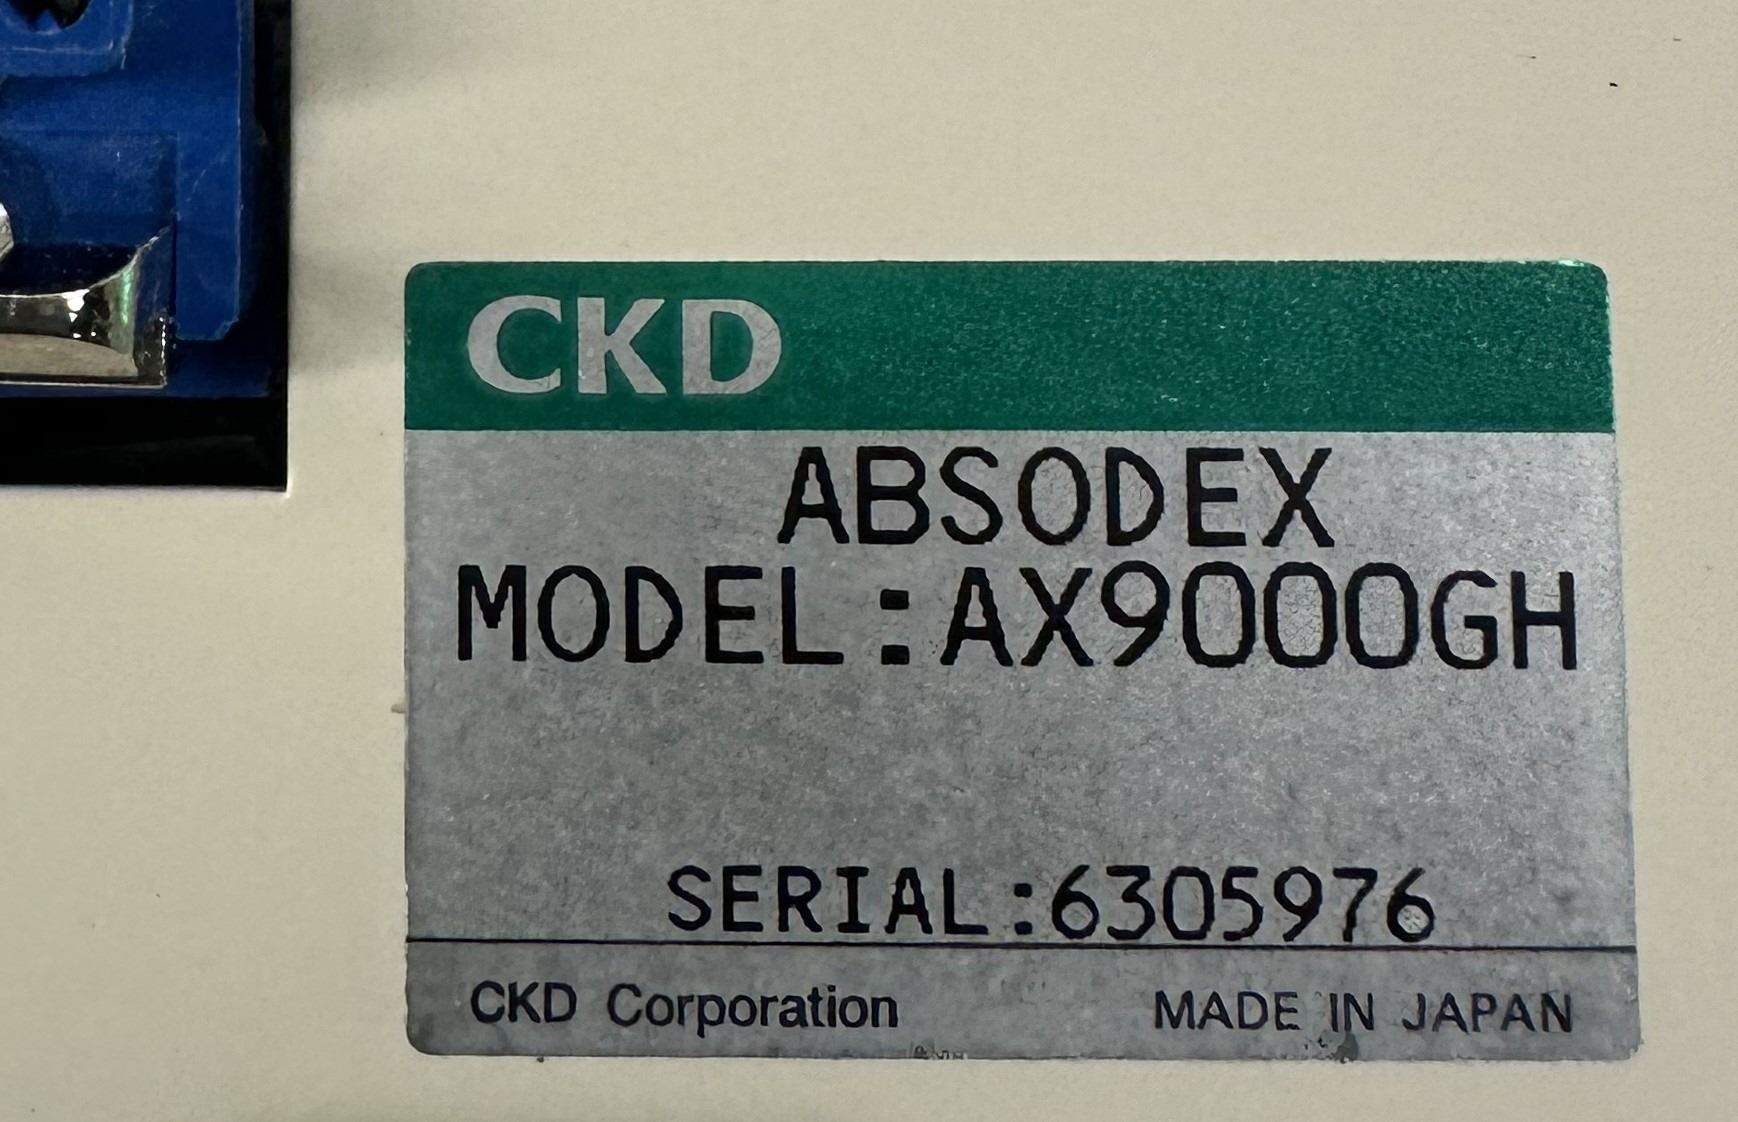 CKD
ABSODEX
MODEL:AX9000GH
SERIAL:6305976
CKD Corporation MADE IN JAPAN